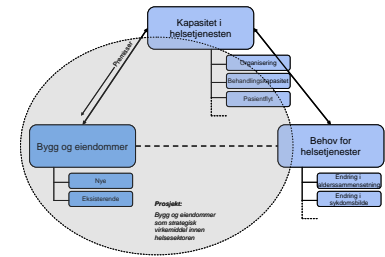 Kapasitet i
helsetjenesten
Premisser
Organisering
Behandlingskapasitet
Pasientflyt
Bygg og eiendommer
Nye
Eksisterende
Behov for
helsetjenester
Endring i
alderssammensetning
Endring i
sykdomsbilde
Prosjekt:
Bygg og eiendommer
som strategisk
virkemiddel innen
helsesektoren